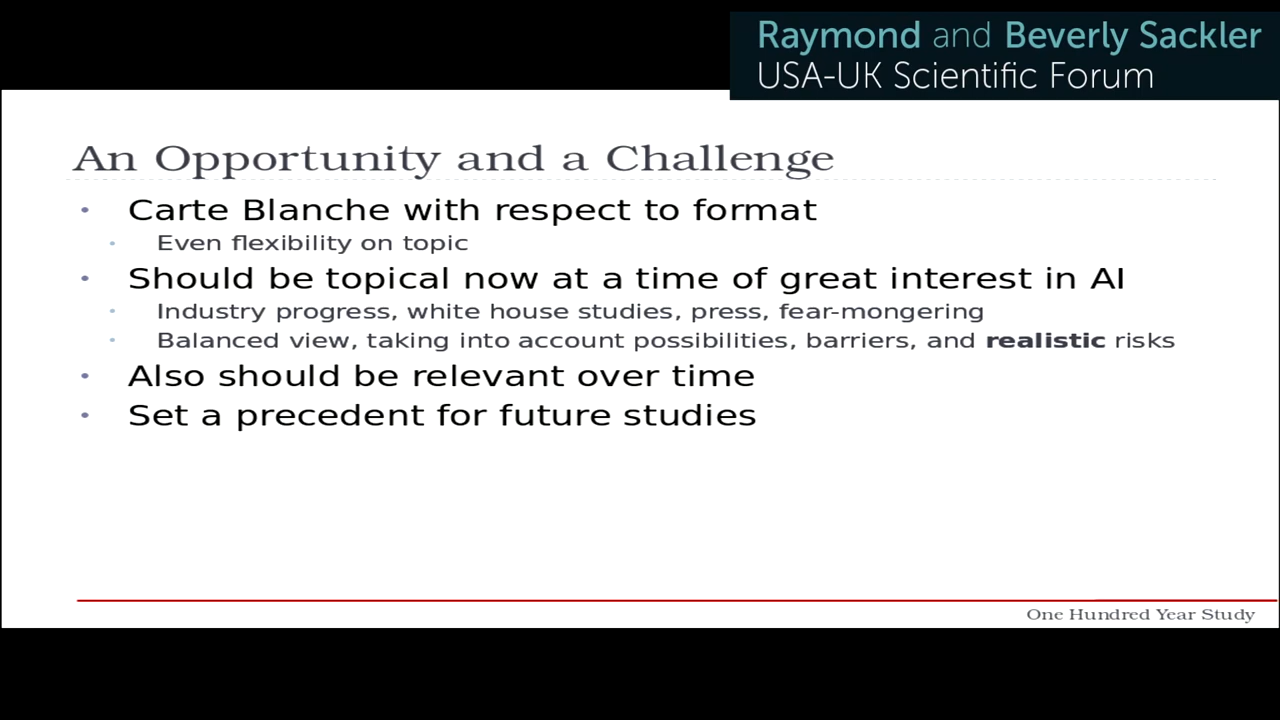 Raymond and Beverly Sackler
USA-UK Scientific Forum
An Opportunity and a Challenge
• Carte Blanche with respect to format
• Even flexibility on topic
• Should be topical now at a time of great interest in AI
• Industry progress, white house studies, press, fear-mongering
• Balanced view, taking into account possibilities, barriers, and realistic risks
• Also should be relevant over time
• Set a precedent for future studies
One Hundred Year Study